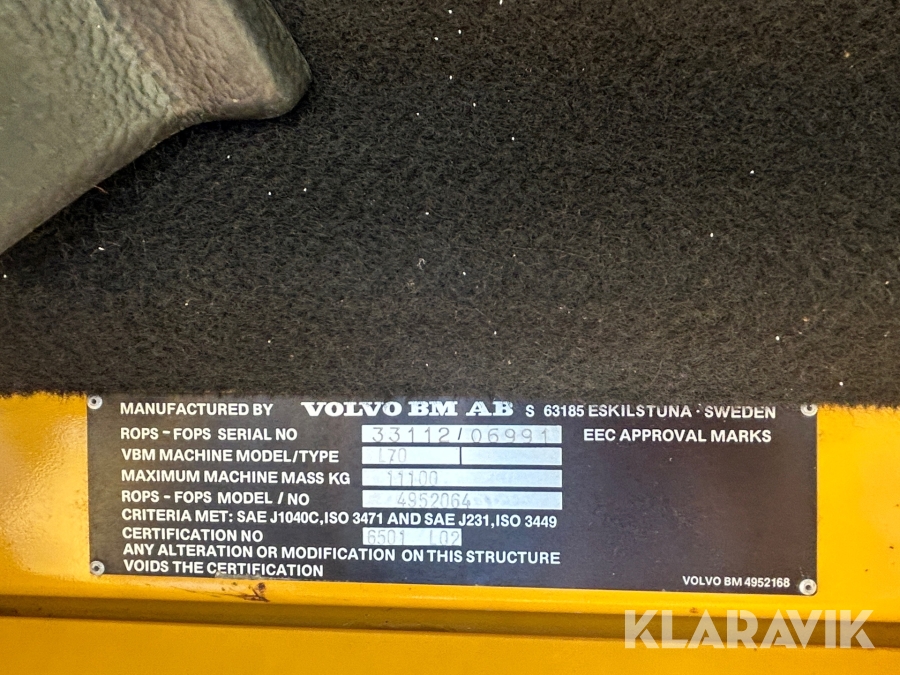 MANUFACTURED BY VOLVO BM AB S 63185 ESKILSTUNA · SWEDEN
ROPS - FOPS SERIAL NO 33112/06991 EEC APPROVAL MARKS
VBM MACHINE MODEL/TYPE L70
MAXIMUM MACHINE MASS KG 11100
ROPS - FOPS MODEL / NO 4952064
CRITERIA MET: SAE J1040C, ISO 3471 AND SAE J231, ISO 3449
CERTIFICATION NO 6501 L02
ANY ALTERATION OR MODIFICATION ON THIS STRUCTURE
VOIDS THE CERTIFICATION
VOLVO BM 4952168
KLARAVIK